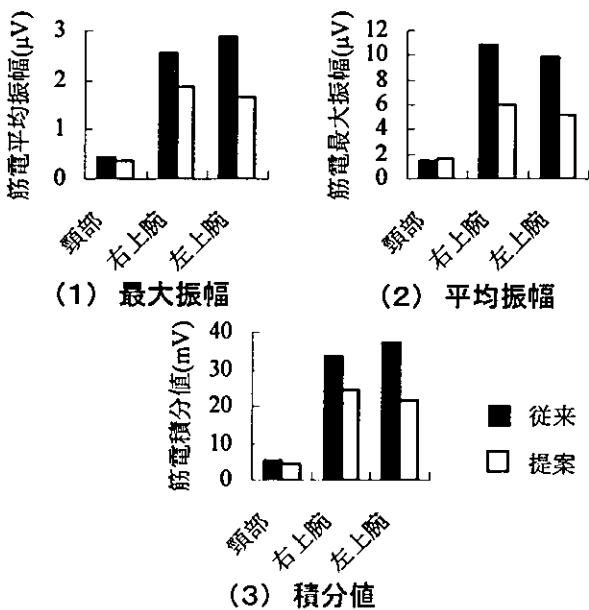 筋電平均振幅(μV)
3
2
1
0
頸部
右上腕
左上腕
(1) 最大振幅
筋電最大振幅(μV)
12
10
8
6
4
2
0
頸部
右上腕
左上腕
(2) 平均振幅
筋電積分値(mV)
40
30
20
10
0
頸部
右上腕
左上腕
(3) 積分値
従来
提案